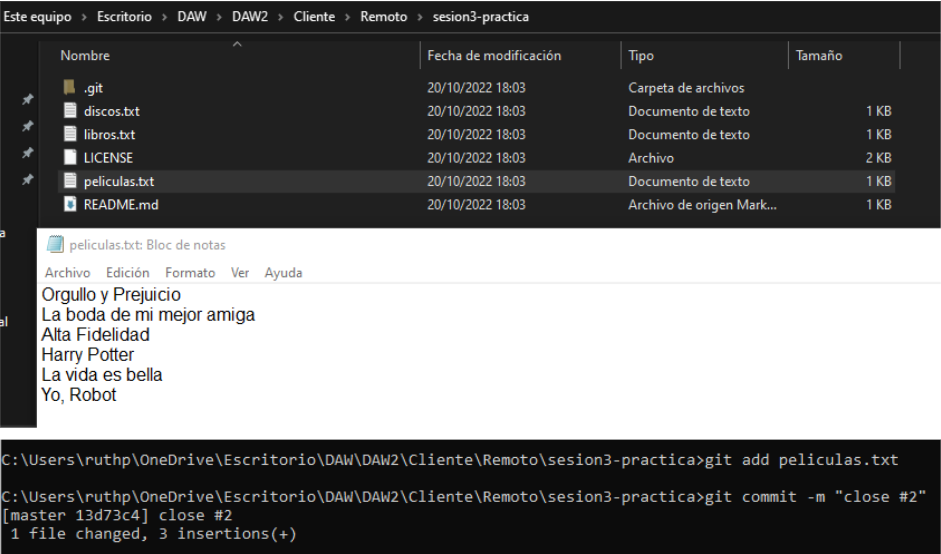 Este equipo > Escritorio > DAW > DAW2 > Cliente > Remoto > sesion3-practica
Nombre Fecha de modificación Tipo Tamaño
.git 20/10/2022 18:03 Carpeta de archivos
discos.txt 20/10/2022 18:03 Documento de texto 1 KB
libros.txt 20/10/2022 18:03 Documento de texto 1 KB
LICENSE 20/10/2022 18:03 Archivo 2 KB
peliculas.txt 20/10/2022 18:03 Documento de texto 1 KB
README.md 20/10/2022 18:03 Archivo de origen Mark... 1 KB
a
peliculas.txt: Bloc de notas
Archivo Edición Formato Ver Ayuda
Orgullo y Prejuicio
La boda de mi mejor amiga
al
Alta Fidelidad
Harry Potter
La vida es bella
Yo, Robot
C:\Users\ruthp\OneDrive\Escritorio\DAW\DAW2\Cliente\Remoto\sesion3-practica>git add peliculas.txt
C:\Users\ruthp\OneDrive\Escritorio\DAW\DAW2\Cliente\Remoto\sesion3-practica>git commit -m "close #2"
[master 13d73c4] close #2
1 file changed, 3 insertions(+)